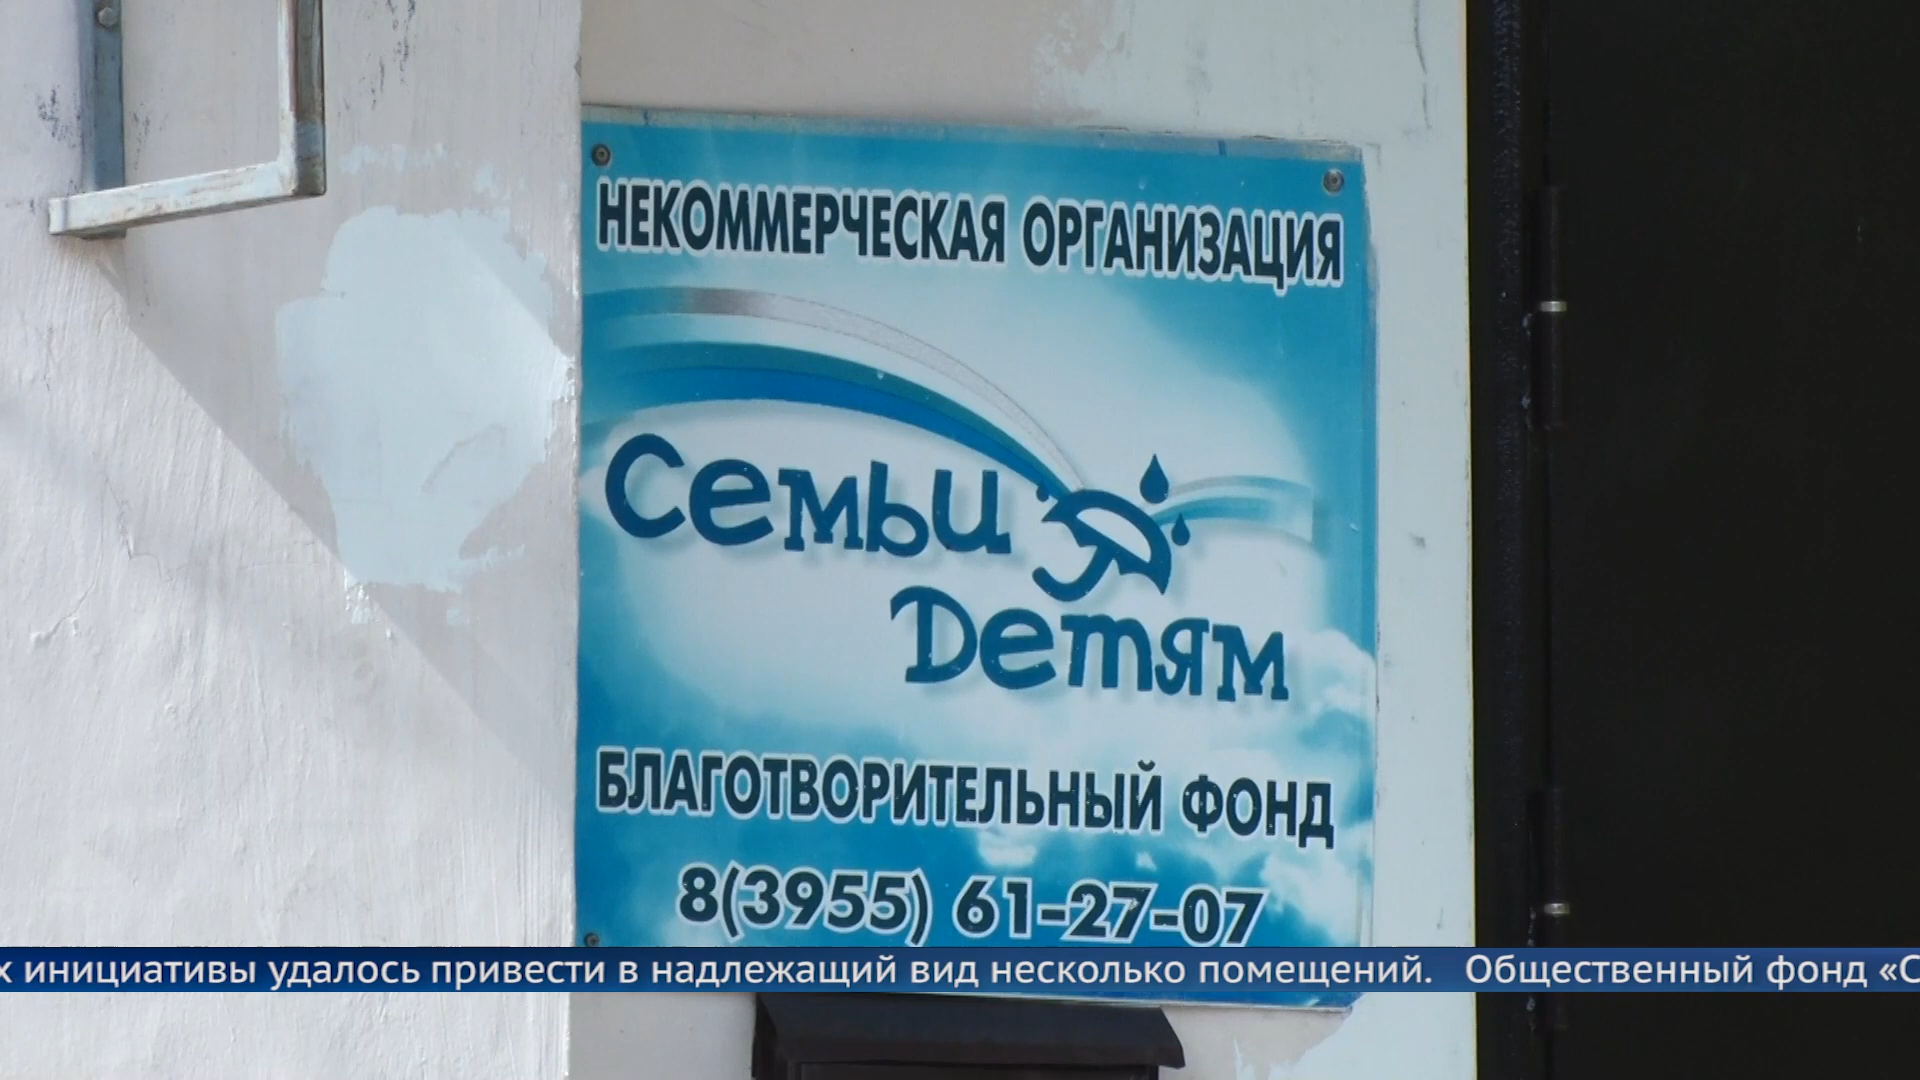 НЕКОММЕРЧЕСКАЯ ОРГАНИЗАЦИЯ
Семьи
Детям
БЛАГОТВОРИТЕЛЬНЫЙ ФОНД
8(3955) 61-27-07
х инициативы удалось привести в надлежащий вид несколько помещений. Общественный фонд «С